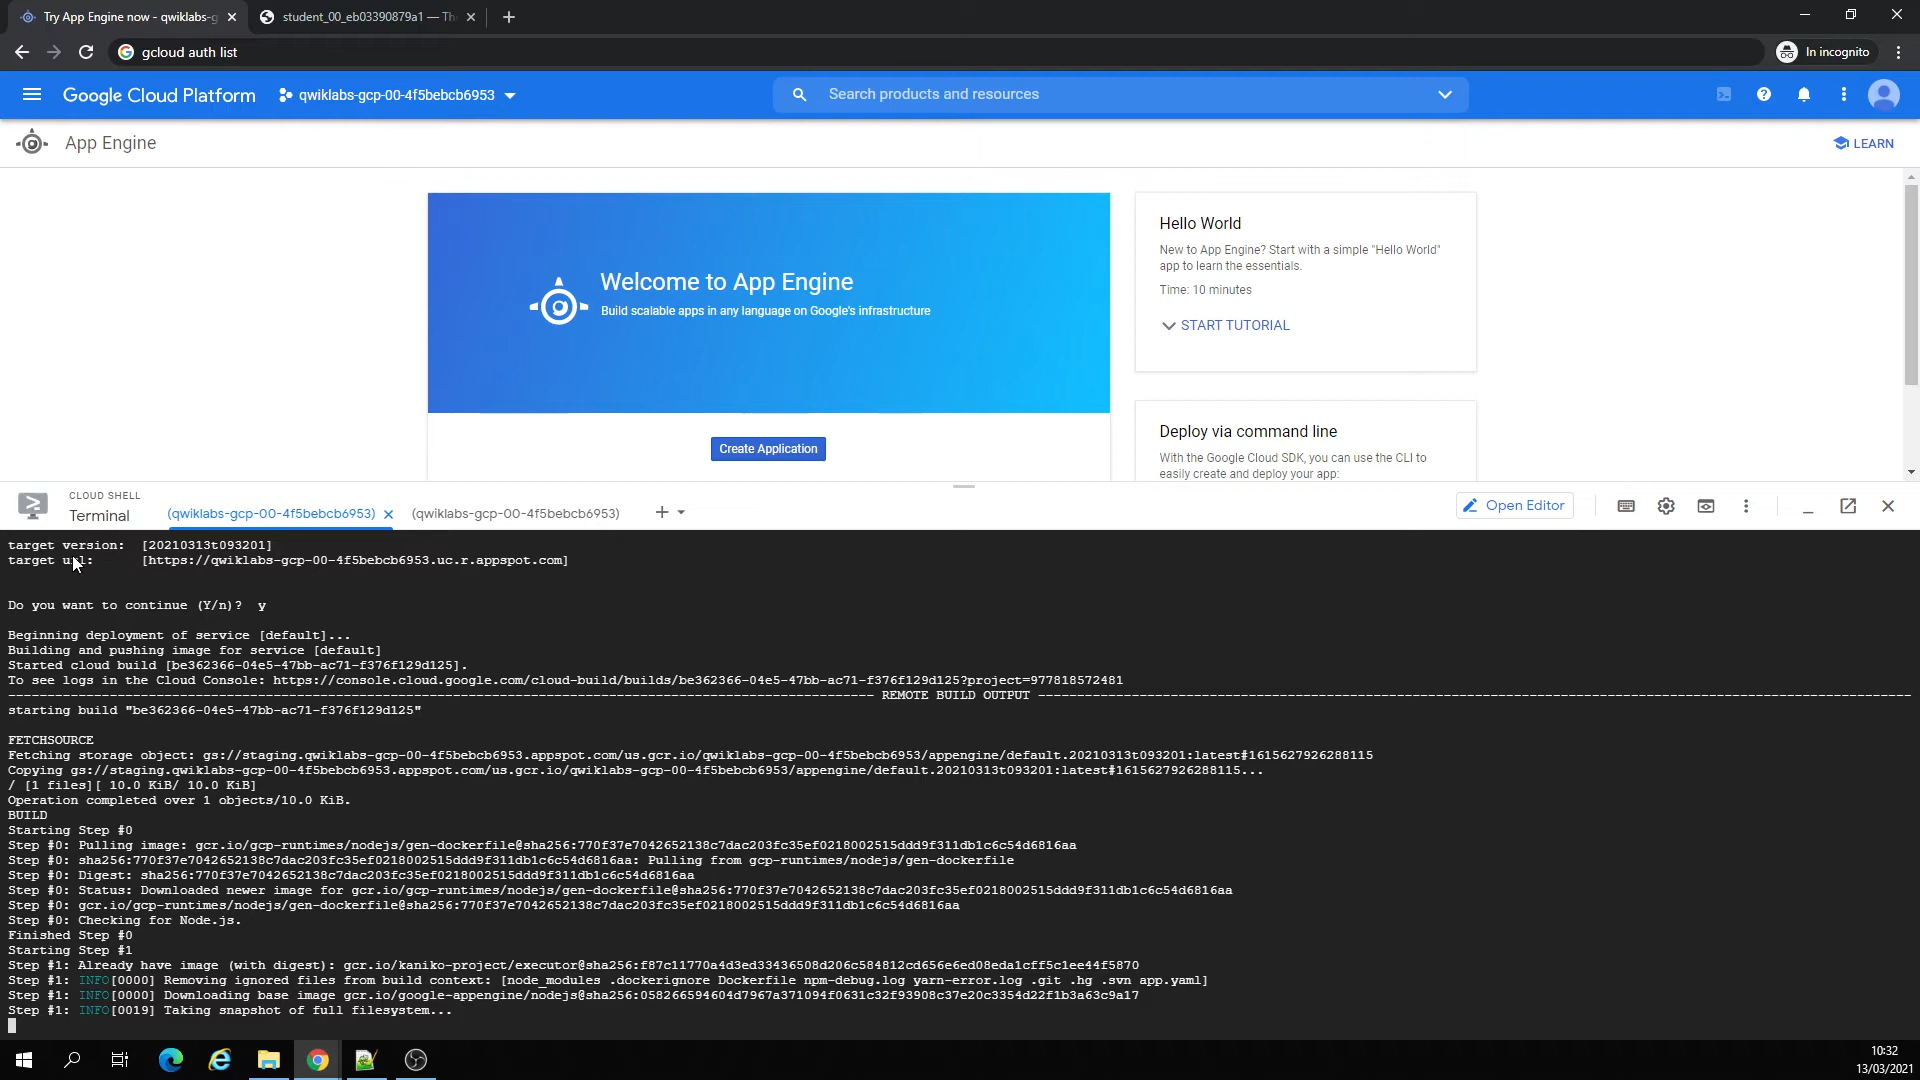 Try App Engine now - qwiklabs-g
student_00_eb03390879a1 — Th
gcloud auth list
In incognito
Google Cloud Platform
qwiklabs-gcp-00-4f5bebcb6953
Search products and resources
App Engine
LEARN
Welcome to App Engine
Build scalable apps in any language on Google's infrastructure
Create Application
Hello World
New to App Engine? Start with a simple "Hello World"
app to learn the essentials.
Time: 10 minutes
START TUTORIAL
Deploy via command line
With the Google Cloud SDK, you can use the CLI to
easily create and deploy your app:
CLOUD SHELL
Terminal
(qwiklabs-gcp-00-4f5bebcb6953)
(qwiklabs-gcp-00-4f5bebcb6953)
Open Editor
target version: [20210313t093201]
target url: [https://qwiklabs-gcp-00-4f5bebcb6953.uc.r.appspot.com]
Do you want to continue (Y/n)? y
Beginning deployment of service [default]...
Building and pushing image for service [default]
Started cloud build [be362366-04e5-47bb-ac71-f376f129d125].
To see logs in the Cloud Console: https://console.cloud.google.com/cloud-build/builds/be362366-04e5-47bb-ac71-f376f129d125?project=977818572481
REMOTE BUILD OUTPUT
starting build "be362366-04e5-47bb-ac71-f376f129d125"
FETCHSOURCE
Fetching storage object: gs://staging.qwiklabs-gcp-00-4f5bebcb6953.appspot.com/us.gcr.io/qwiklabs-gcp-00-4f5bebcb6953/appengine/default.20210313t093201:latest#1615627926288115
Copying gs://staging.qwiklabs-gcp-00-4f5bebcb6953.appspot.com/us.gcr.io/qwiklabs-gcp-00-4f5bebcb6953/appengine/default.20210313t093201:latest#1615627926288115...
/ [1 files][ 10.0 KiB/ 10.0 KiB]
Operation completed over 1 objects/10.0 KiB.
BUILD
Starting Step #0
Step #0: Pulling image: gcr.io/gcp-runtimes/nodejs/gen-dockerfile@sha256:770f37e7042652138c7dac203fc35ef0218002515ddd9f311db1c6c54d6816aa
Step #0: sha256:770f37e7042652138c7dac203fc35ef0218002515ddd9f311db1c6c54d6816aa: Pulling from gcp-runtimes/nodejs/gen-dockerfile
Step #0: Digest: sha256:770f37e7042652138c7dac203fc35ef0218002515ddd9f311db1c6c54d6816aa
Step #0: Status: Downloaded newer image for gcr.io/gcp-runtimes/nodejs/gen-dockerfile@sha256:770f37e7042652138c7dac203fc35ef0218002515ddd9f311db1c6c54d6816aa
Step #0: gcr.io/gcp-runtimes/nodejs/gen-dockerfile@sha256:770f37e7042652138c7dac203fc35ef0218002515ddd9f311db1c6c54d6816aa
Step #0: Checking for Node.js.
Finished Step #0
Starting Step #1
Step #1: Already have image (with digest): gcr.io/kaniko-project/executor@sha256:f87c11770a4d3ed33436508d206c584812cd656e6ed08eda1cff5c1ee44f5870
Step #1: INFO[0000] Removing ignored files from build context: [node_modules .dockerignore Dockerfile npm-debug.log yarn-error.log .git .hg .svn app.yaml]
Step #1: INFO[0000] Downloading base image gcr.io/google-appengine/nodejs@sha256:058266594604d7967a371094f0631c32f93908c37e20c3354d22f1b3a63c9a17
Step #1: INFO[0019] Taking snapshot of full filesystem...
10:32
13/03/2021